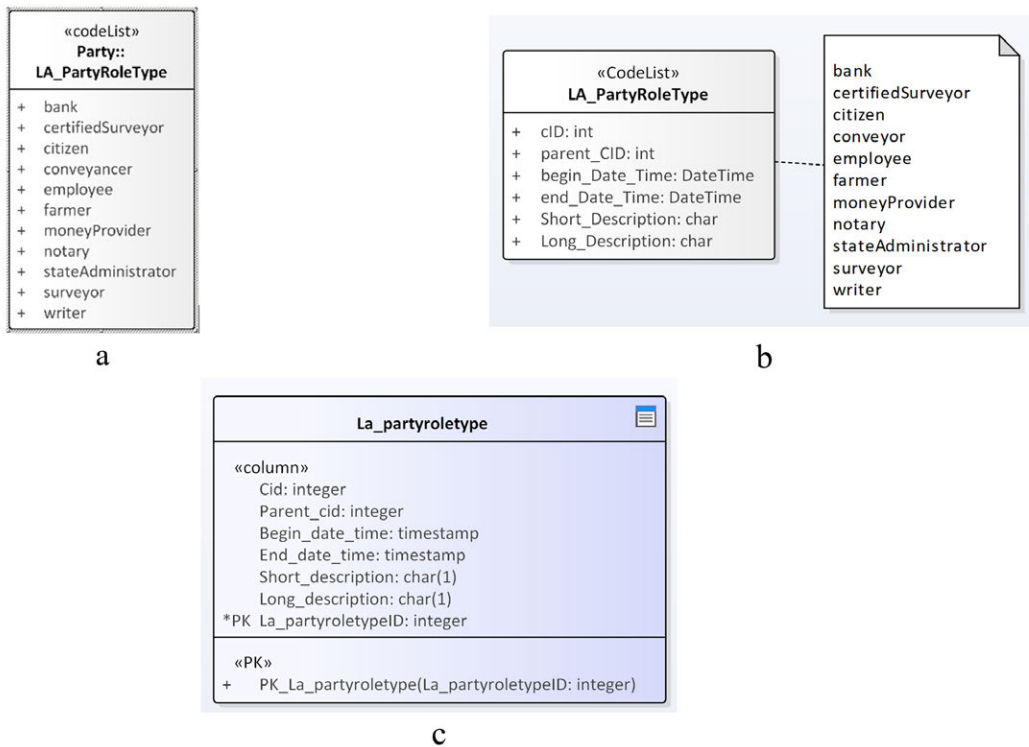 «codeList»
Party::
LA_PartyRoleType
+ bank
+ certifiedSurveyor
+ citizen
+ conveyancer
+ employee
+ farmer
+ moneyProvider
+ notary
+ stateAdministrator
+ surveyor
+ writer
a
«CodeList»
LA_PartyRoleType
+ cID: int
+ parent_CID: int
+ begin_Date_Time: DateTime
+ end_Date_Time: DateTime
+ Short_Description: char
+ Long_Description: char
bank
certifiedSurveyor
citizen
conveyor
employee
farmer
moneyProvider
notary
stateAdministrator
surveyor
writer
b
La_partyroletype
«column»
Cid: integer
Parent_cid: integer
Begin_date_time: timestamp
End_date_time: timestamp
Short_description: char(1)
Long_description: char(1)
*PK La_partyroletypeID: integer
«PK»
+ PK_La_partyroletype(La_partyroletypeID: integer)
c